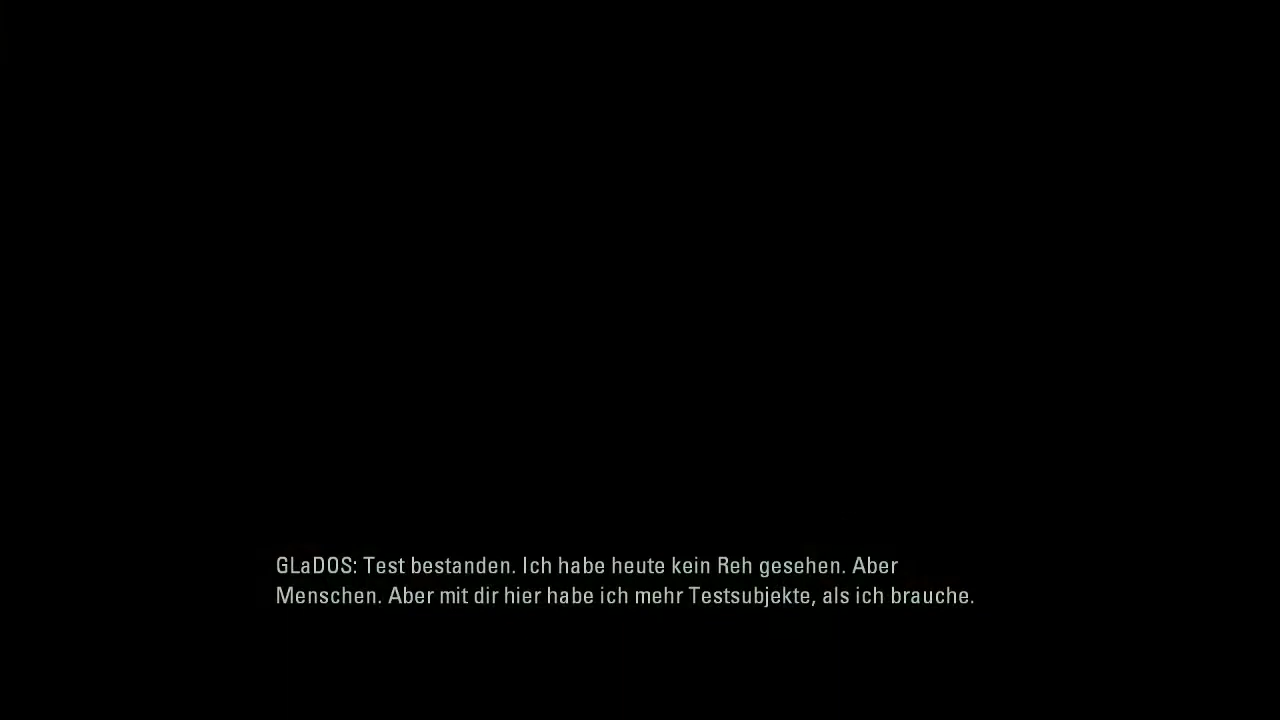 GLaDOS: Test bestanden. Ich habe heute kein Reh gesehen. Aber
Menschen. Aber mit dir hier habe ich mehr Testsubjekte, als ich brauche.